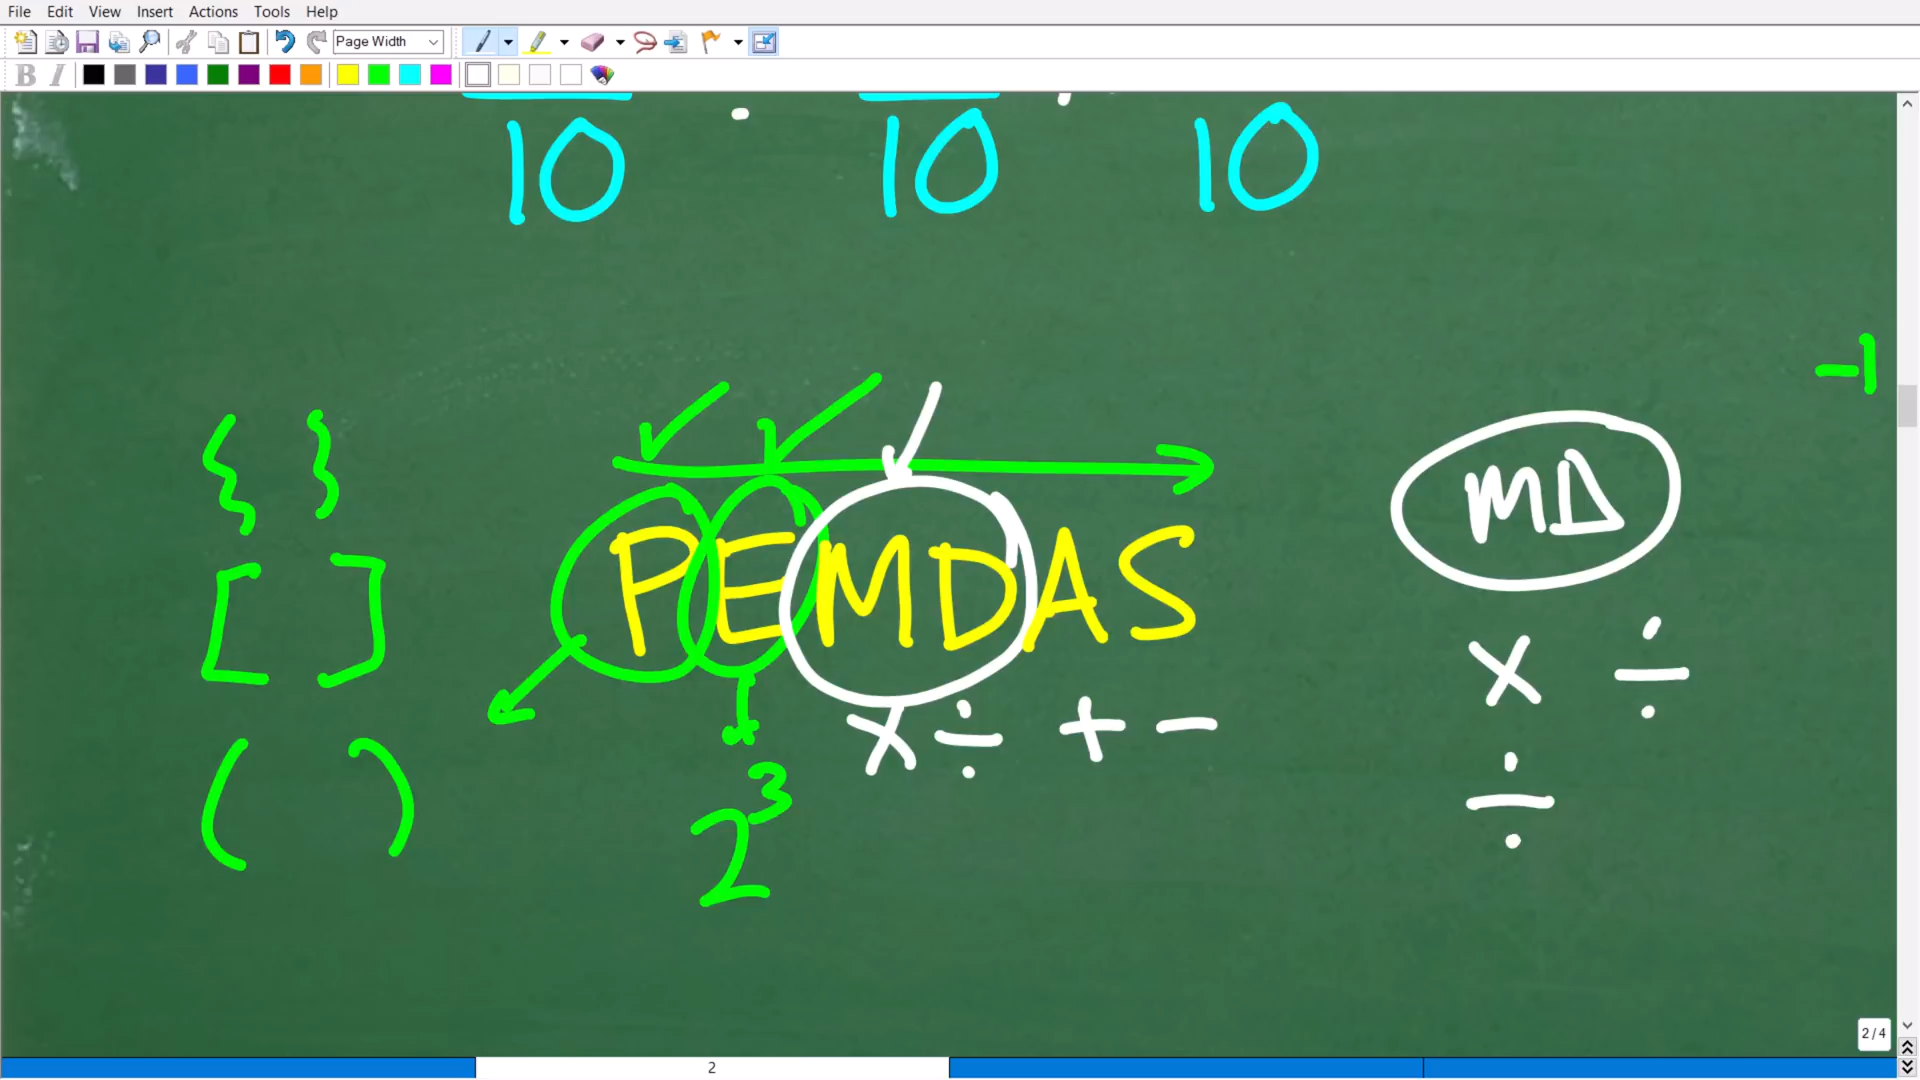 File Edit View Insert Actions Tools Help
Page Width
B I
10 10 10
-1
{ }
[ ]
( )
PEMDAS
× ÷ + −
2³
MD
× ÷
÷
2 / 4
2